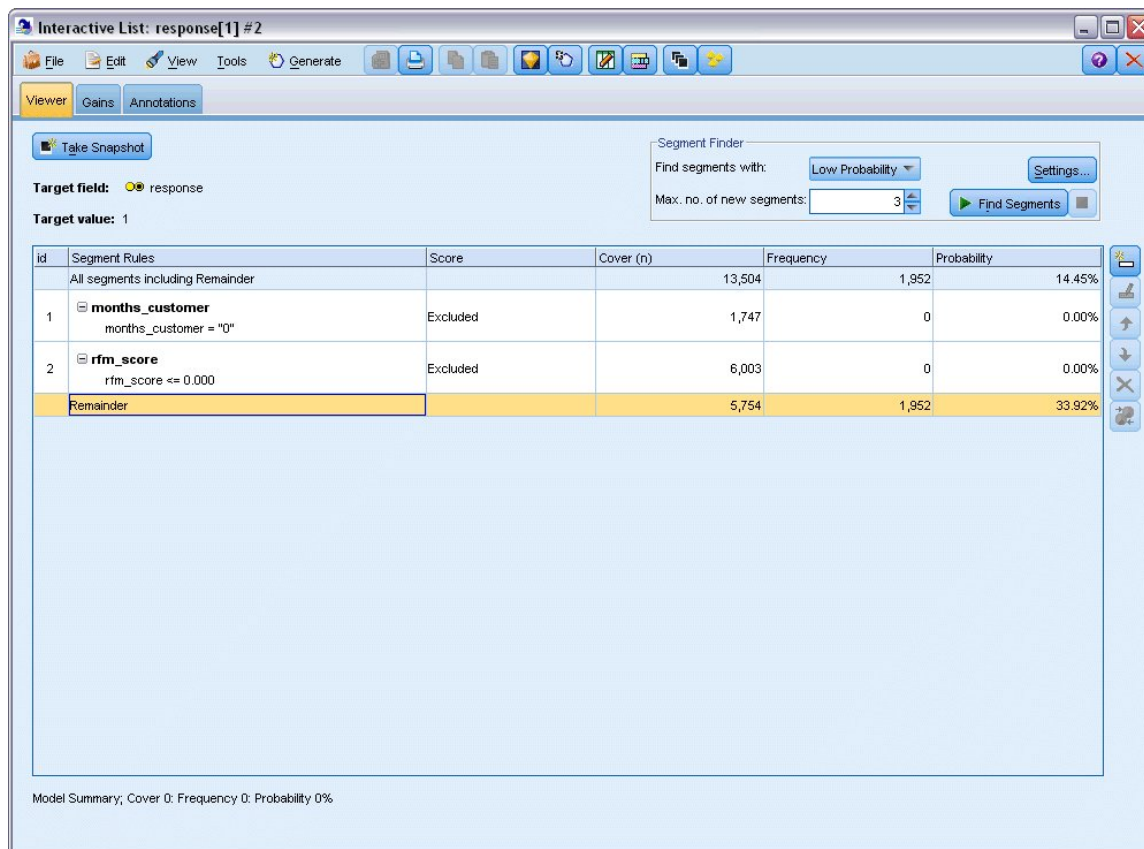 Interactive List: response[1] #2
File Edit View Tools Generate
Viewer Gains Annotations
Take Snapshot
Segment Finder
Find segments with: Low Probability Settings...
Target field: response
Max. no. of new segments: 3 Find Segments
Target value: 1
id Segment Rules Score Cover (n) Frequency Probability
All segments including Remainder 13,504 1,952 14.45%
1 months_customer Excluded 1,747 0 0.00%
months_customer = "0"
2 rfm_score Excluded 6,003 0 0.00%
rfm_score <= 0.000
Remainder 5,754 1,952 33.92%
Model Summary; Cover 0: Frequency 0: Probability 0%